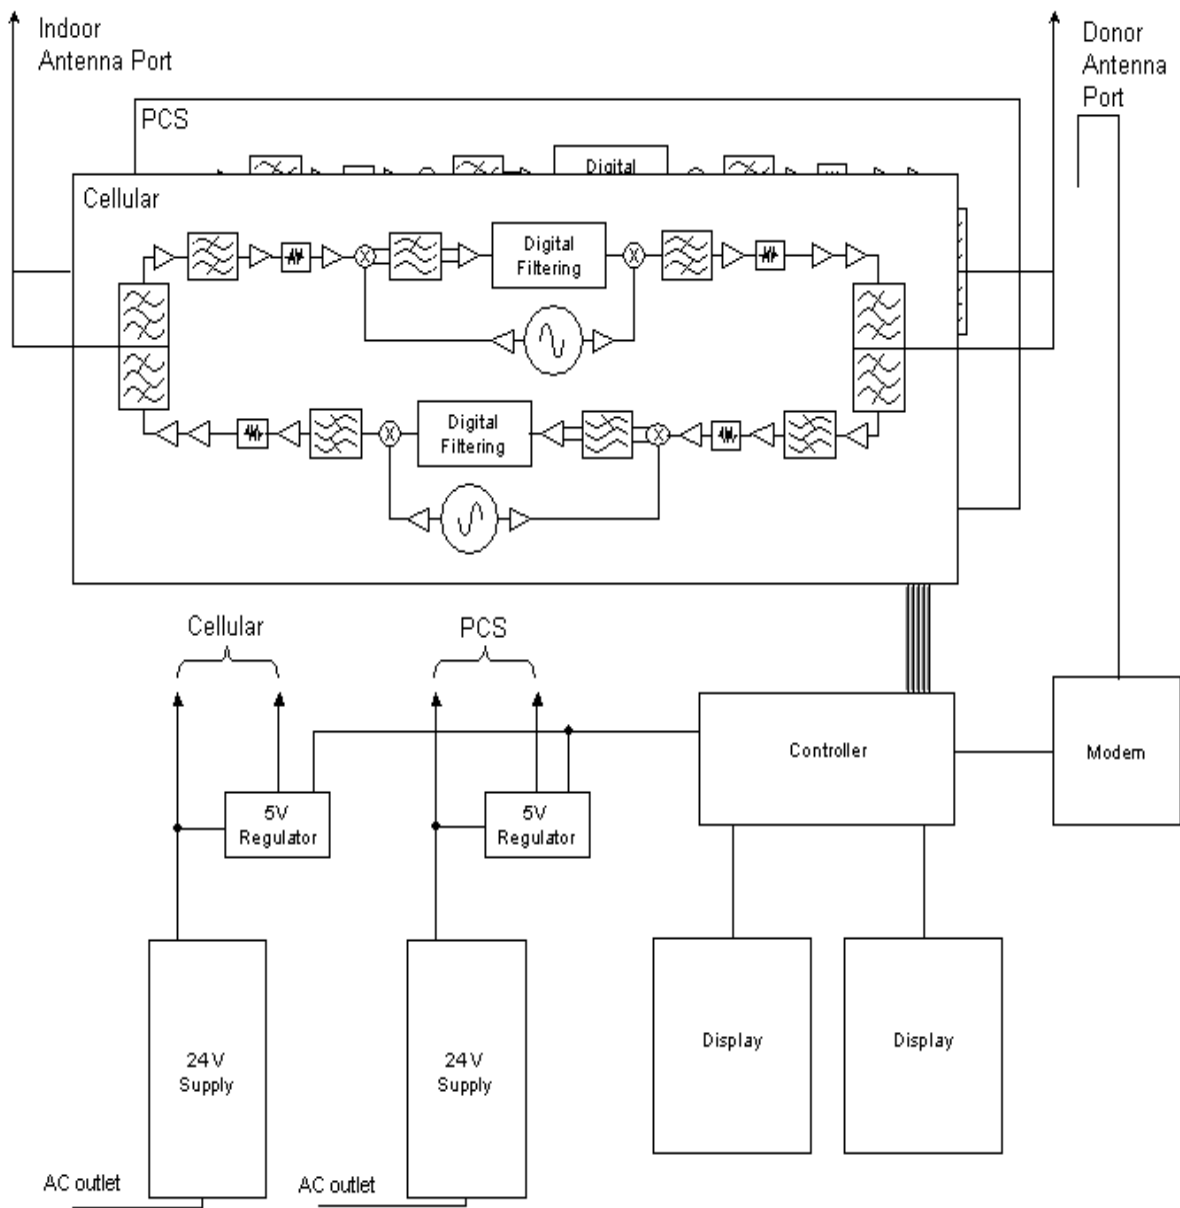 Indoor
Antenna Port
Donor
Antenna
Port
PCS
Digital
Cellular
Digital
Filtering
X
X
Digital
Filtering
X
X
Cellular
PCS
5V
Regulator
5V
Regulator
Controller
Modem
24V
Supply
24V
Supply
Display
Display
AC outlet
AC outlet